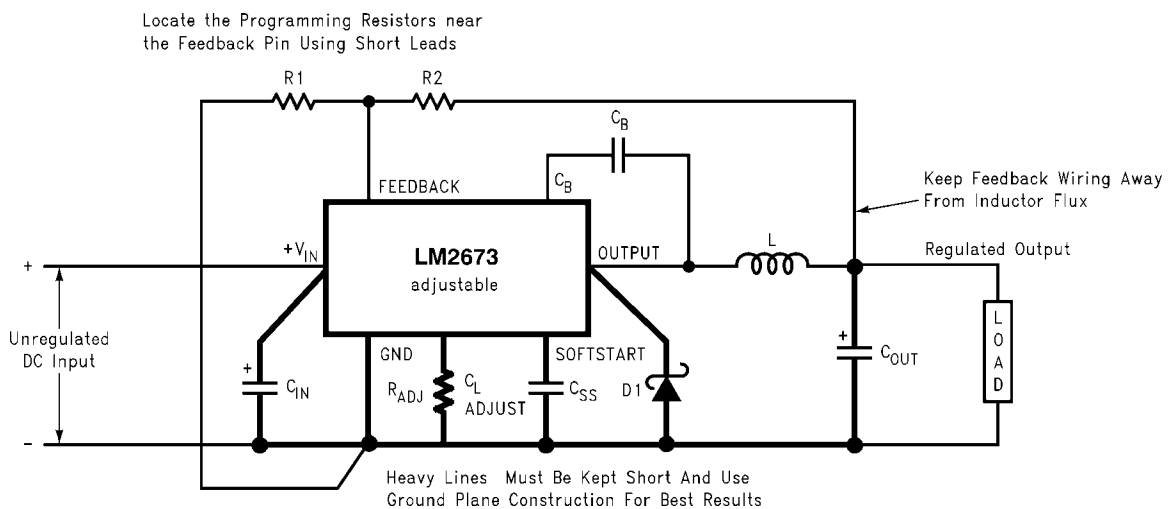 Locate the Programming Resistors near
the Feedback Pin Using Short Leads
R1
R2
C_B
FEEDBACK
C_B
Keep Feedback Wiring Away
From Inductor Flux
+V_IN
LM2673
adjustable
OUTPUT
L
Regulated Output
+
Unregulated
DC Input
-
+
C_IN
GND
R_ADJ
C_L
ADJUST
SOFTSTART
C_SS
D1
+
C_OUT
LOAD
Heavy Lines Must Be Kept Short And Use
Ground Plane Construction For Best Results